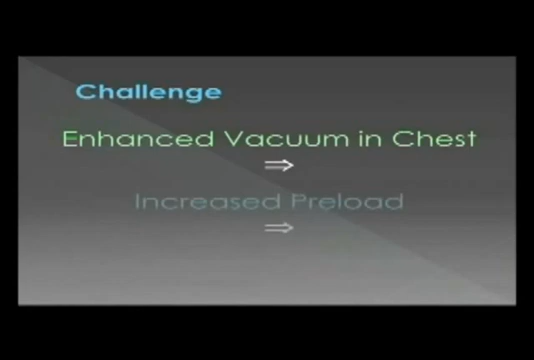 Challenge
Enhanced Vacuum in Chest
⇒
Increased Preload
⇒